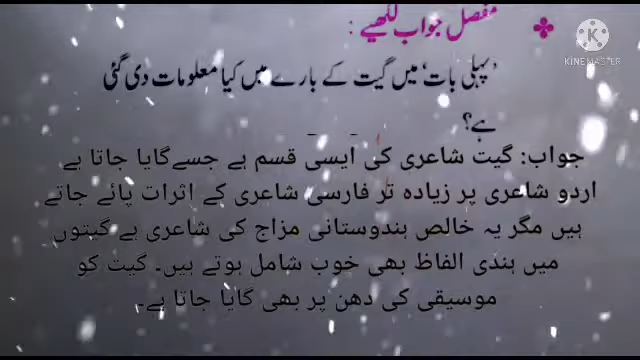 مفصل جواب لکھیے :
'پہلی بات' میں گیت کے بارے میں کیا معلومات دی گئی
ہے؟
جواب: گیت شاعری کی ایسی قسم ہے جسےگایا جاتا ہے
اردو شاعری پر زیادہ تر فارسی شاعری کے اثرات پائے جاتے
ہیں مگر یہ خالص ہندوستانی مزاج کی شاعری ہے گیتوں
میں ہندی الفاظ بھی خوب شامل ہوتے ہیں۔ گیت کو
موسیقی کی دھن پر بھی گایا جاتا ہے۔
KINEMASTER